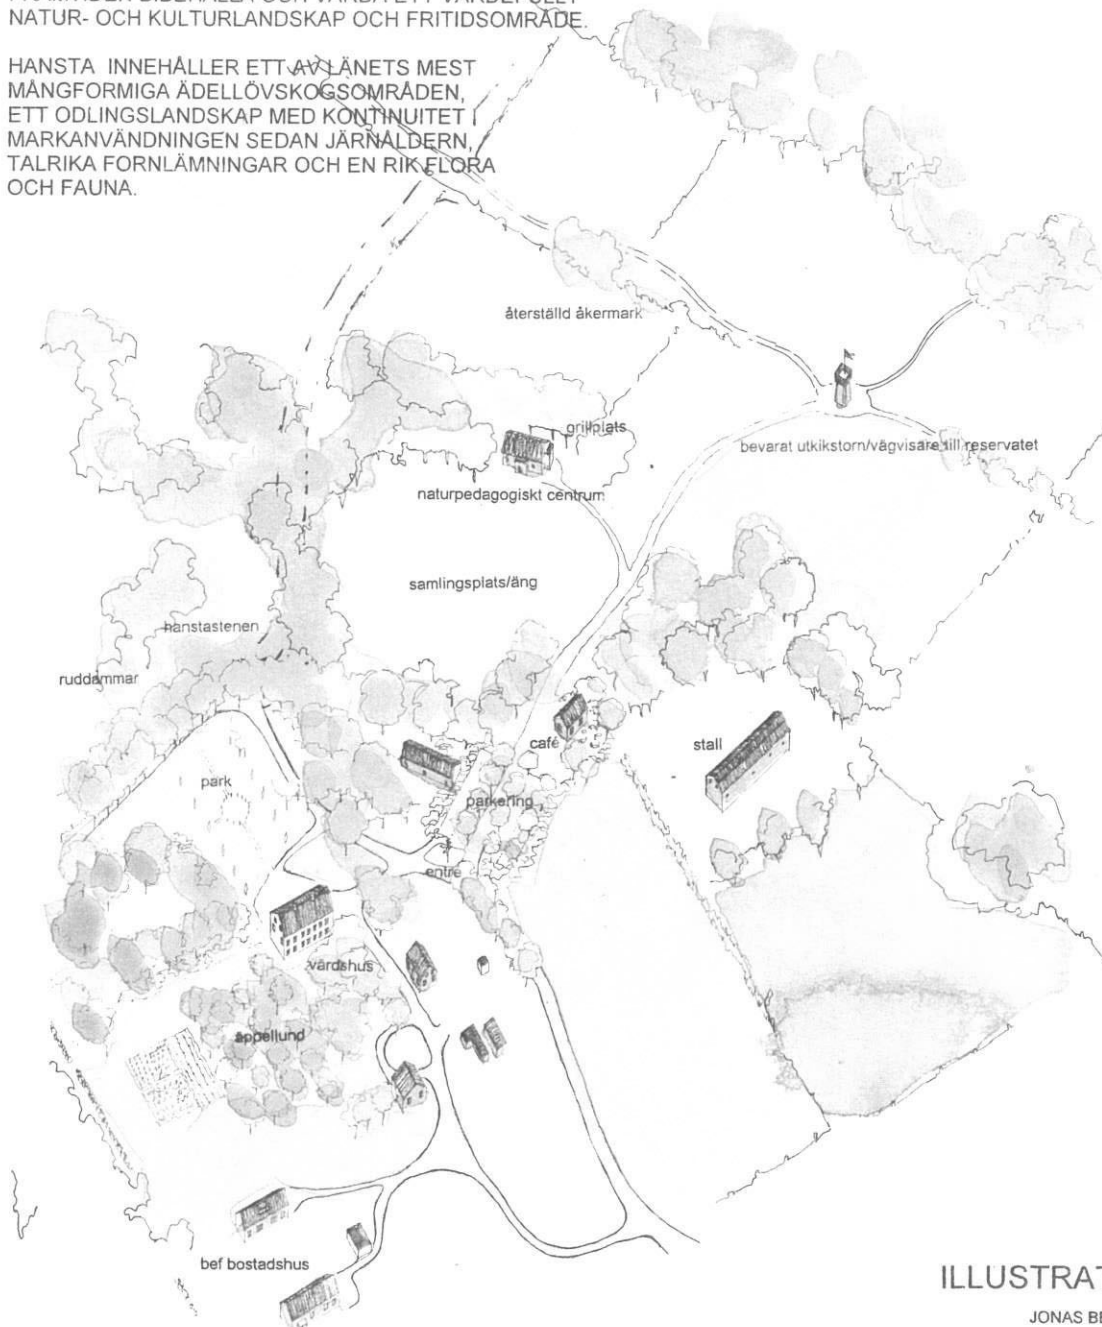 NATUR- OCH KULTURLANDSKAP OCH FRITIDSOMRÅDE.
HANSTA INNEHÅLLER ETT AV LÄNETS MEST
MÅNGFORMIGA ÄDELLÖVSKOGSOMRÅDEN,
ETT ODLINGSLANDSKAP MED KONTINUITET I
MARKANVÄNDNINGEN SEDAN JÄRNÅLDERN,
TALRIKA FORNLÄMNINGAR OCH EN RIK FLORA
OCH FAUNA.
återställd åkermark
grillplats
bevarat utkikstorn/vägvisare till reservatet
naturpedagogiskt centrum
samlingsplats/äng
hanstastenen
ruddammar
café
stall
park
parkering
entré
värdshus
äppellund
bef bostadshus
ILLUSTRAT
JONAS BE